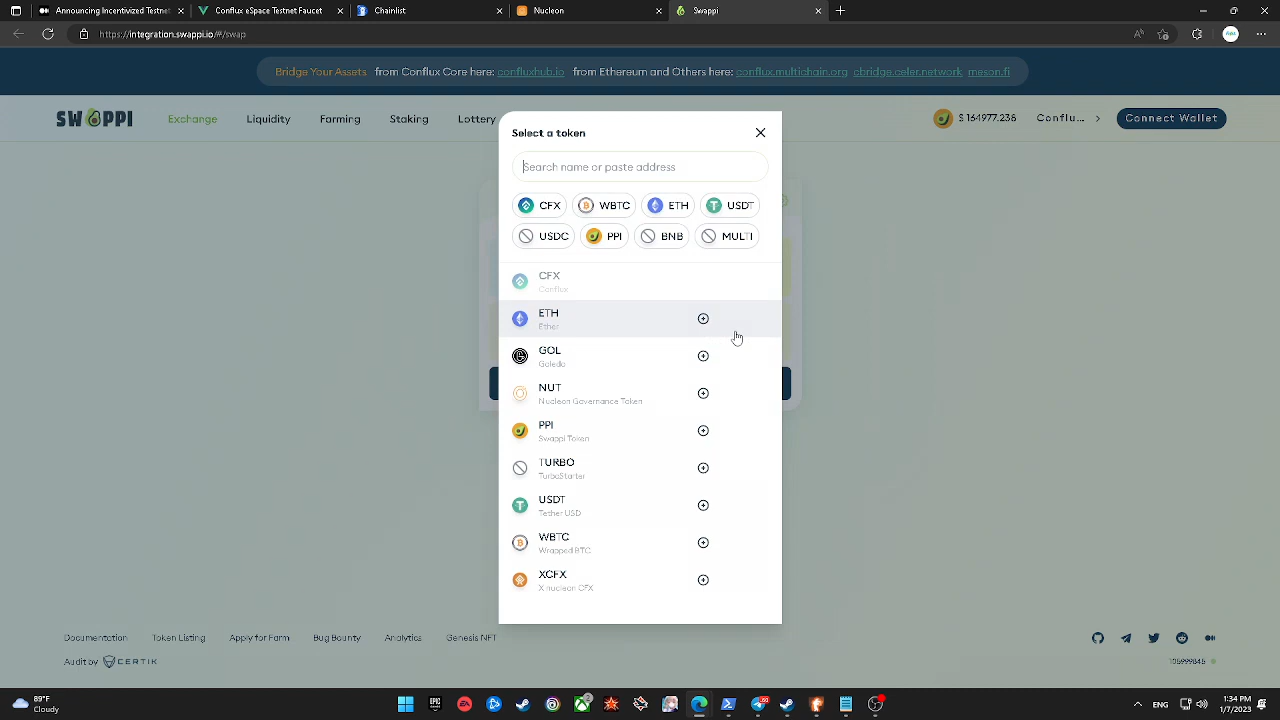 Announcing Incentivized Testnet
Conflux eSpace Testnet Faucet
Chainlist
Nucleon
Swappi
https://integration.swappi.io/#/swap
Bridge Your Assets from Conflux Core here: confluxhub.io from Ethereum and Others here: conflux.multichain.org, cbridge.celer.network, meson.fi
SWAPPI
Exchange
Liquidity
Farming
Staking
Lottery
$ 164977.236
Conflu...
Connect Wallet
Select a token
Search name or paste address
CFX WBTC ETH USDT
USDC PPI BNB MULTI
CFX
Conflux
ETH
Ether
GOL
Goledo
NUT
Nucleon Governance Token
PPI
Swappi Token
TURBO
TurboStarter
USDT
Tether USD
WBTC
Wrapped BTC
XCFX
X nucleon CFX
Documentation Token Listing Apply for Farm Bug Bounty Analytics Genesis NFT
Audit by CERTIK
89°F
Cloudy
ENG
1:34 PM
1/7/2023